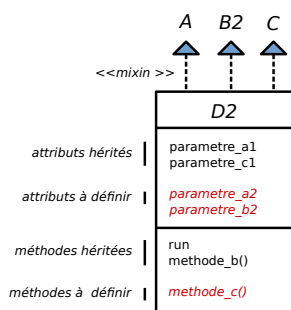 A B2 C
<<mixin >>
D2
attributs hérités
parametre_a1
parametre_c1
attributs à définir
parametre_a2
parametre_b2
méthodes héritées
run
methode_b()
méthodes à définir
methode_c()